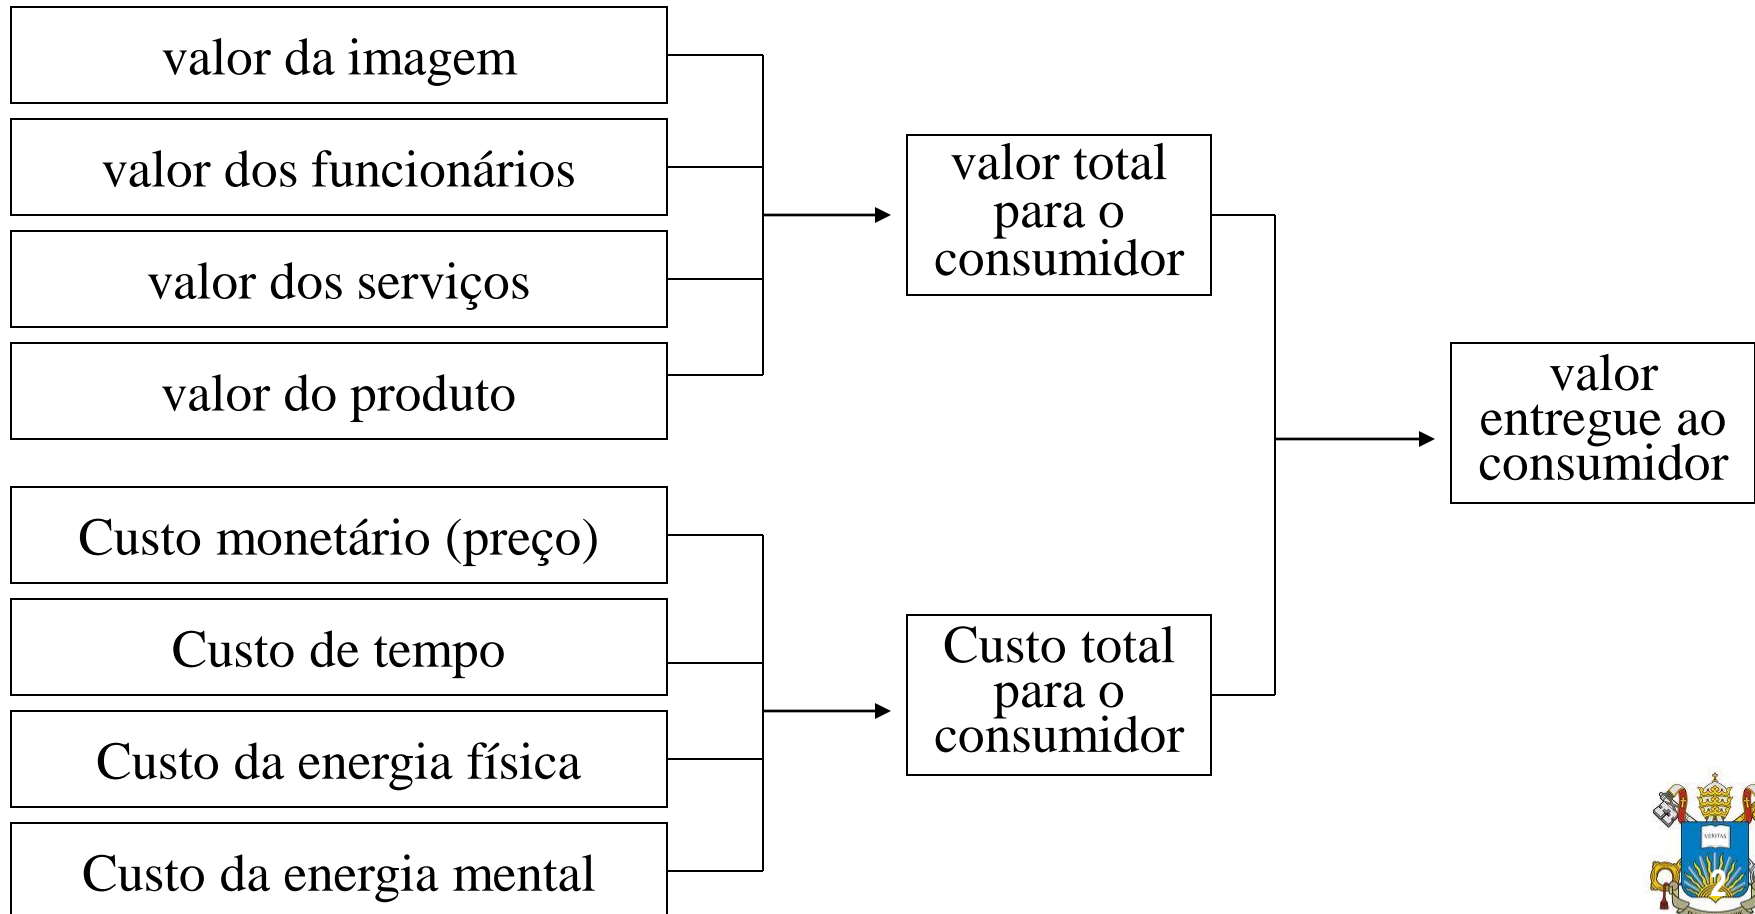 valor da imagem
valor dos funcionários
valor dos serviços
valor do produto
valor total
para o
consumidor
valor
entregue ao
consumidor
Custo monetário (preço)
Custo de tempo
Custo da energia física
Custo da energia mental
Custo total
para o
consumidor
VERITAS
2